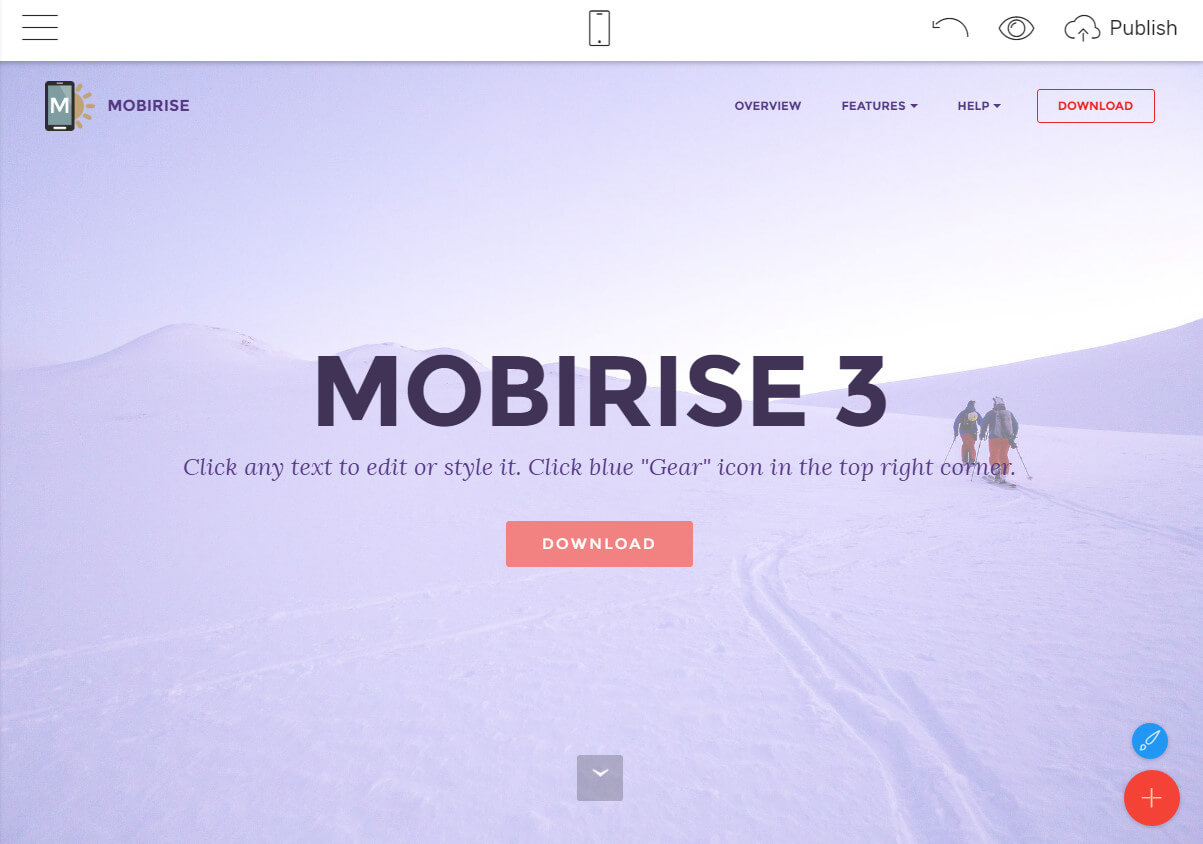 Publish
M
MOBIRISE
OVERVIEW
FEATURES
HELP
DOWNLOAD
MOBIRISE 3
Click any text to edit or style it. Click blue "Gear" icon in the top right corner.
DOWNLOAD